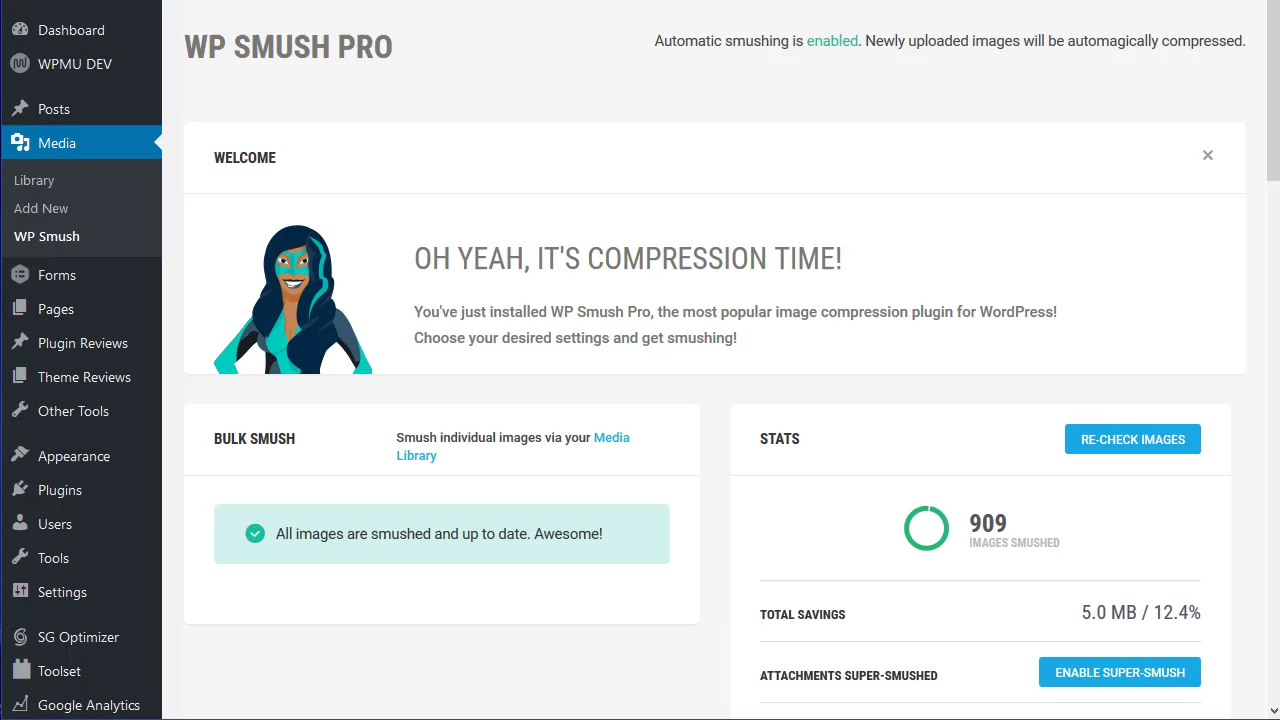 Dashboard
WPMU DEV
Posts
Media
Library
Add New
WP Smush
Forms
Pages
Plugin Reviews
Theme Reviews
Other Tools
Appearance
Plugins
Users
Tools
Settings
SG Optimizer
Toolset
Google Analytics
WP SMUSH PRO
Automatic smushing is enabled. Newly uploaded images will be automagically compressed.
WELCOME
OH YEAH, IT'S COMPRESSION TIME!
You've just installed WP Smush Pro, the most popular image compression plugin for WordPress!
Choose your desired settings and get smushing!
BULK SMUSH
Smush individual images via your Media
Library
All images are smushed and up to date. Awesome!
STATS
RE-CHECK IMAGES
909
IMAGES SMUSHED
TOTAL SAVINGS
5.0 MB / 12.4%
ATTACHMENTS SUPER-SMUSHED
ENABLE SUPER-SMUSH